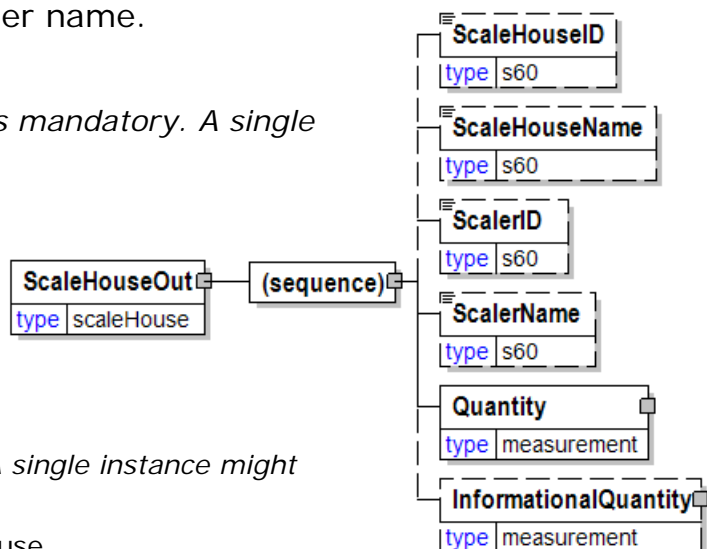 er name.
s mandatory. A single
ScaleHouseID
type s60
ScaleHouseName
type s60
ScalerID
type s60
ScaleHouseOut
type scaleHouse
(sequence)
ScalerName
type s60
Quantity
type measurement
single instance might
InformationalQuantity
type measurement
use